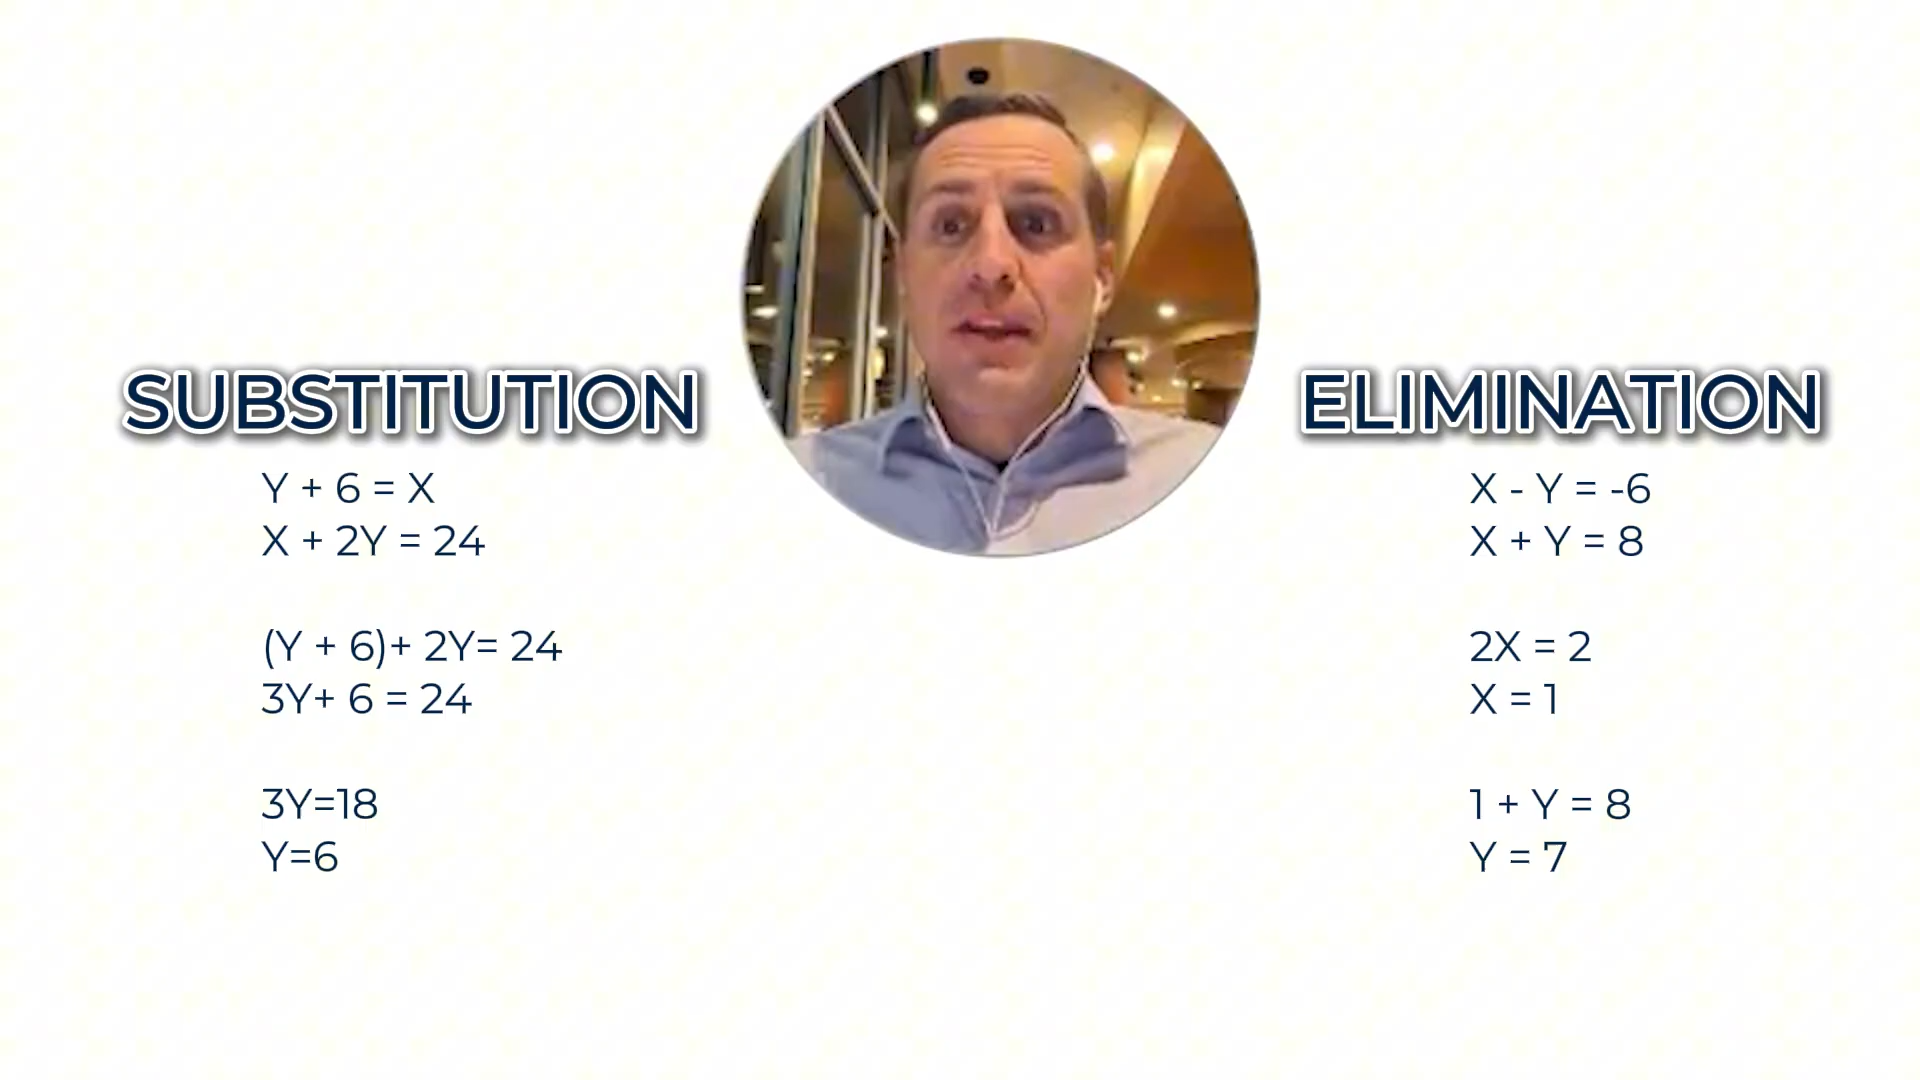 SUBSTITUTION
Y + 6 = X
X + 2Y = 24
(Y + 6)+ 2Y= 24
3Y+ 6 = 24
3Y=18
Y=6
ELIMINATION
X - Y = -6
X + Y = 8
2X = 2
X = 1
1 + Y = 8
Y = 7